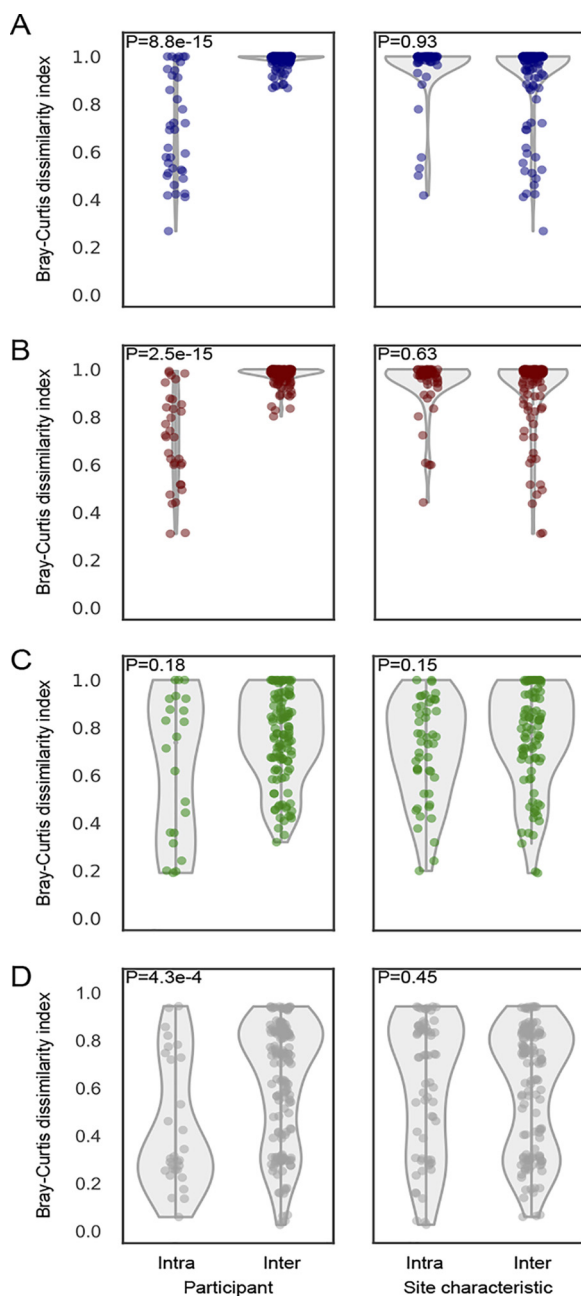 A
P=8.8e-15
P=0.93
Bray-Curtis dissimilarity index
1.0
0.8
0.6
0.4
0.2
0.0
B
P=2.5e-15
P=0.63
Bray-Curtis dissimilarity index
1.0
0.8
0.6
0.4
0.2
0.0
C
P=0.18
P=0.15
Bray-Curtis dissimilarity index
1.0
0.8
0.6
0.4
0.2
0.0
D
P=4.3e-4
P=0.45
Bray-Curtis dissimilarity index
1.0
0.8
0.6
0.4
0.2
0.0
Intra Inter Intra Inter
Participant Site characteristic